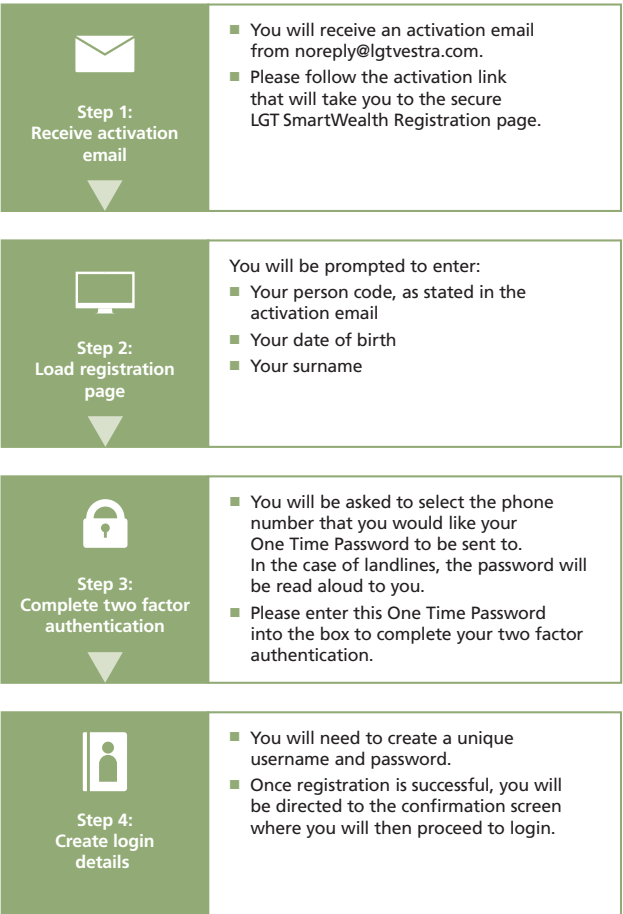 Step 1:
Receive activation
email
■ You will receive an activation email
from noreply@lgtvestra.com.
■ Please follow the activation link
that will take you to the secure
LGT SmartWealth Registration page.
Step 2:
Load registration
page
You will be prompted to enter:
■ Your person code, as stated in the
activation email
■ Your date of birth
■ Your surname
Step 3:
Complete two factor
authentication
■ You will be asked to select the phone
number that you would like your
One Time Password to be sent to.
In the case of landlines, the password will
be read aloud to you.
■ Please enter this One Time Password
into the box to complete your two factor
authentication.
Step 4:
Create login
details
■ You will need to create a unique
username and password.
■ Once registration is successful, you will
be directed to the confirmation screen
where you will then proceed to login.